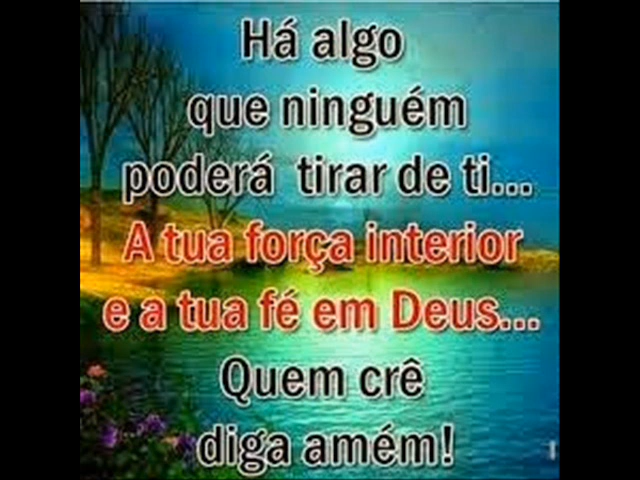 Há algo
que ninguém
poderá tirar de ti...
A tua força interior
e a tua fé em Deus...
Quem crê
diga amém!